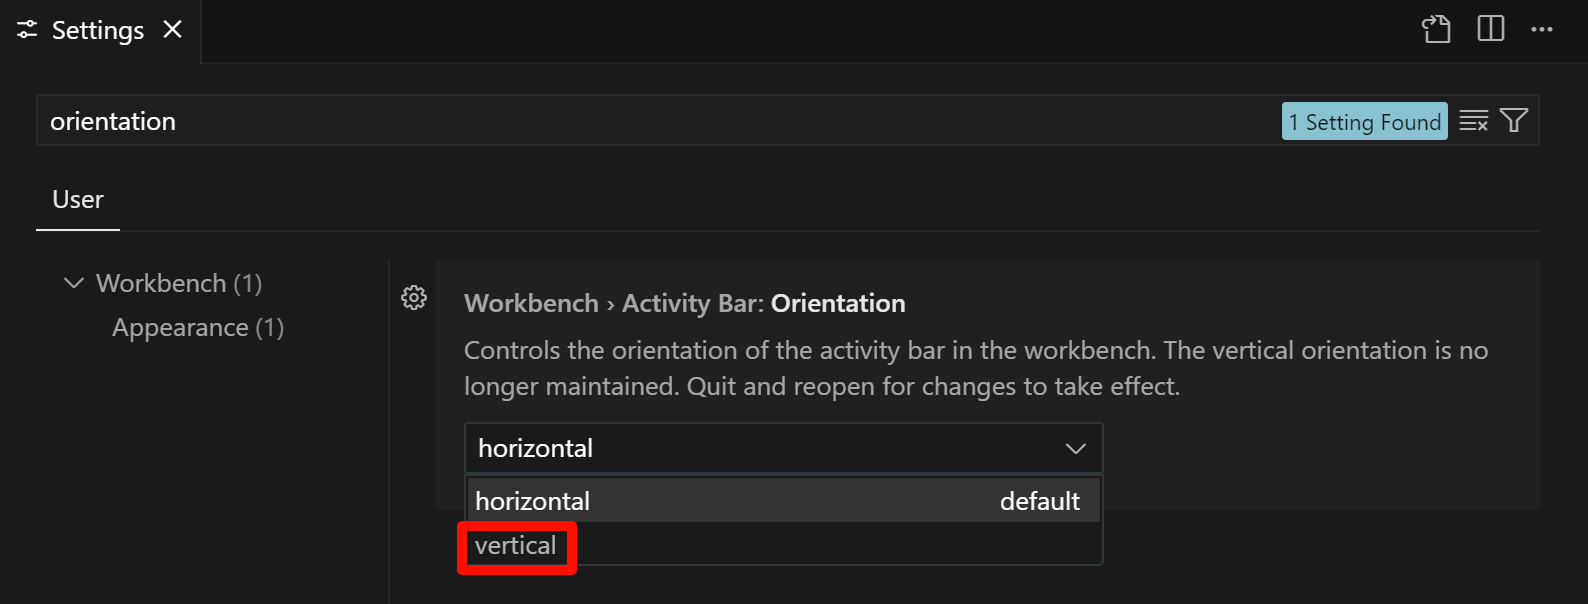 Settings
orientation
1 Setting Found
User
Workbench (1)
Appearance (1)
Workbench › Activity Bar: Orientation
Controls the orientation of the activity bar in the workbench. The vertical orientation is no
longer maintained. Quit and reopen for changes to take effect.
horizontal
horizontal default
vertical